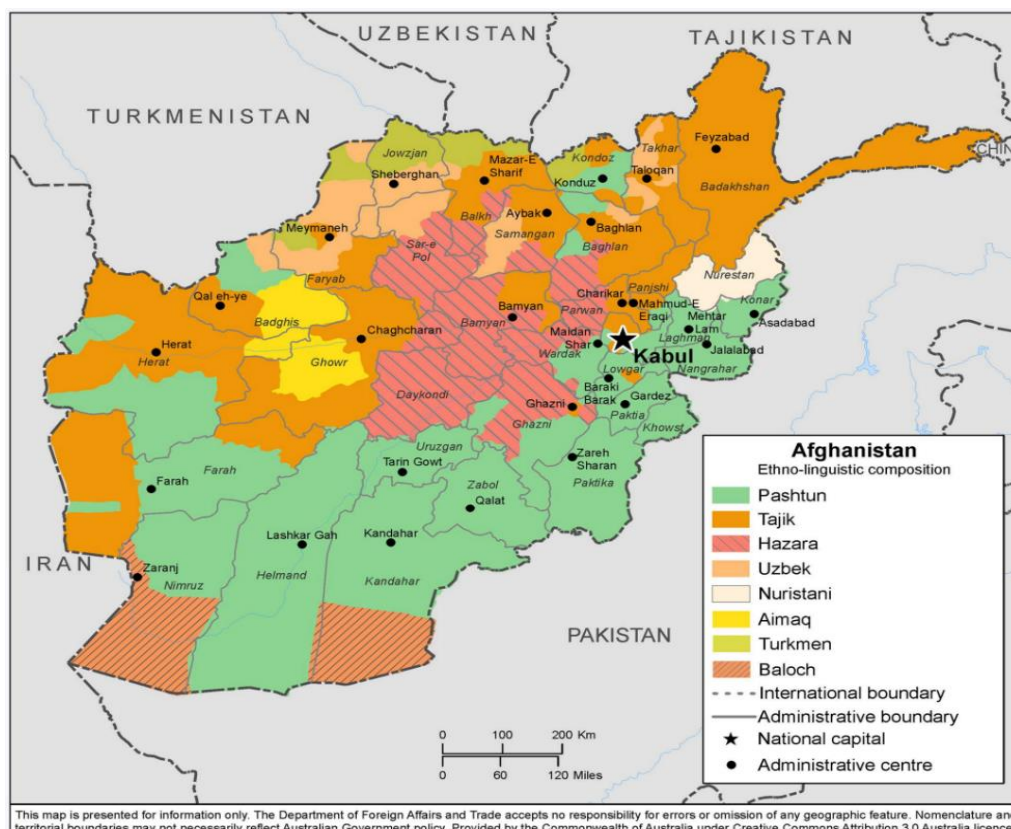 UZBEKISTAN
TAJIKISTAN
TURKMENISTAN
CHIN
Jowzjan
Sheberghan
Mazar-E
Sharif
Balkh
Aybak
Samangan
Kondoz
Konduz
Takhar
Taloqan
Feyzabad
Badakhshan
Baghlan
Baghlan
Meymaneh
Faryab
Sar-e
Pol
Nurestan
Panjshi
Charikar
Parwan
Mahmud-E
Eraqi
Mehtar
Lam
Konar
Asadabad
Laghman
Jalalabad
Nangrahar
Qal eh-ye
Badghis
Herat
Herat
Chaghcharan
Ghowr
Bamyan
Bamyan
Maidan
Shar
Wardak
Kabul
Lowgar
Baraki
Barak
Gardez
Paktia
Khowst
Daykondi
Ghazni
Ghazni
Uruzgan
Tarin Gowt
Zareh
Sharan
Paktika
Zabol
Qalat
Farah
Farah
Lashkar Gah
Helmand
Kandahar
Kandahar
Zaranj
Nimruz
IRAN
PAKISTAN
0 100 200 Km
0 60 120 Miles
Afghanistan
Ethno-linguistic composition
Pashtun
Tajik
Hazara
Uzbek
Nuristani
Aimaq
Turkmen
Baloch
International boundary
Administrative boundary
National capital
Administrative centre
This map is presented for information only. The Department of Foreign Affairs and Trade accepts no responsibility for errors or omission of any geographic feature. Nomenclature and
territorial boundaries may not necessarily reflect Australian Government policy. Provided by the Commonwealth of Australia under Creative Commons Attribution 3.0 Australia licence